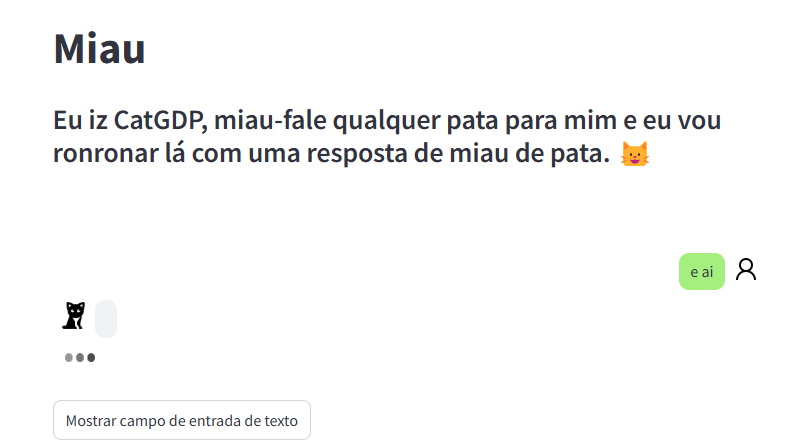 Miau
Eu iz CatGDP, miau-fale qualquer pata para mim e eu vou
ronronar lá com uma resposta de miau de pata. 😺
e ai
Mostrar campo de entrada de texto